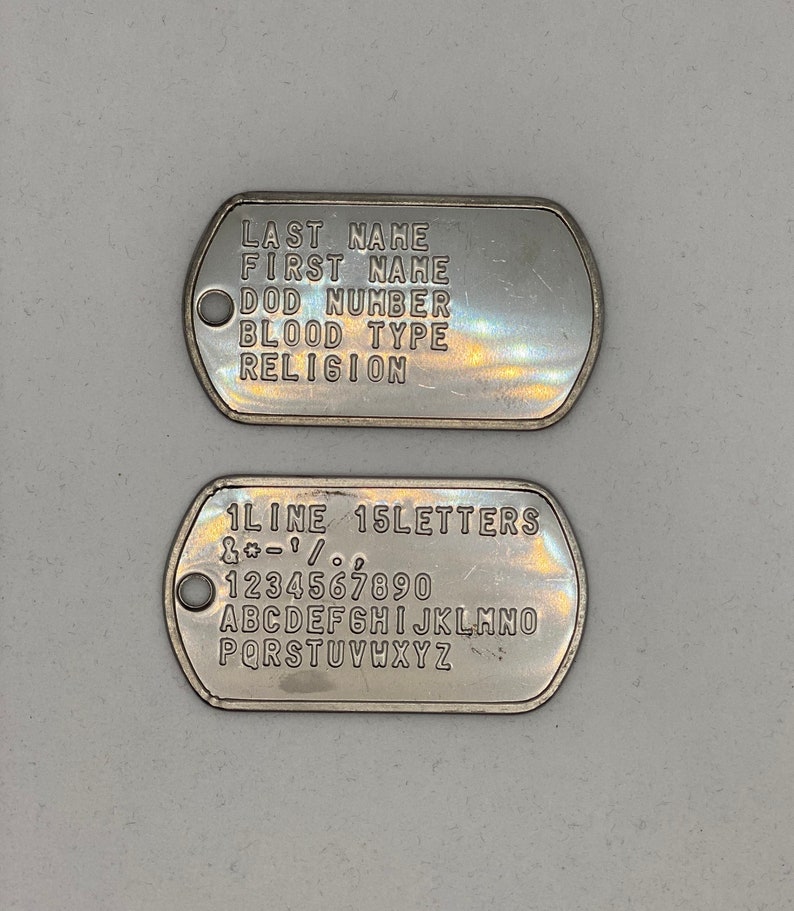 LAST NAME
FIRST NAME
DOD NUMBER
BLOOD TYPE
RELIGION
1LINE 15LETTERS
&*-'/.,
1234567890
ABCDEFGHIJKLMNO
PQRSTUVWXYZ